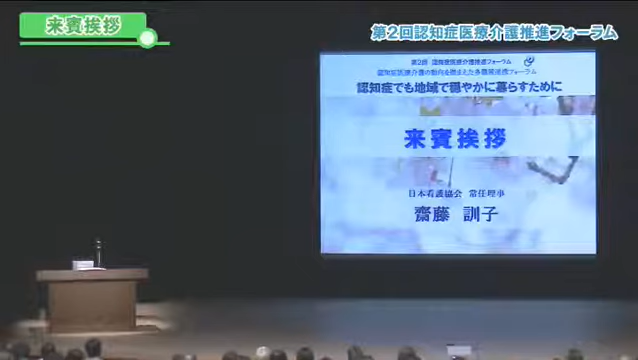 来賓挨拶
第2回認知症医療介護推進フォーラム
第2回 認知症医療介護推進フォーラム
認知症医療介護の動向を踏まえた多職種連携フォーラム
認知症でも地域で穏やかに暮らすために
来賓挨拶
日本看護協会 常任理事
齋藤 訓子